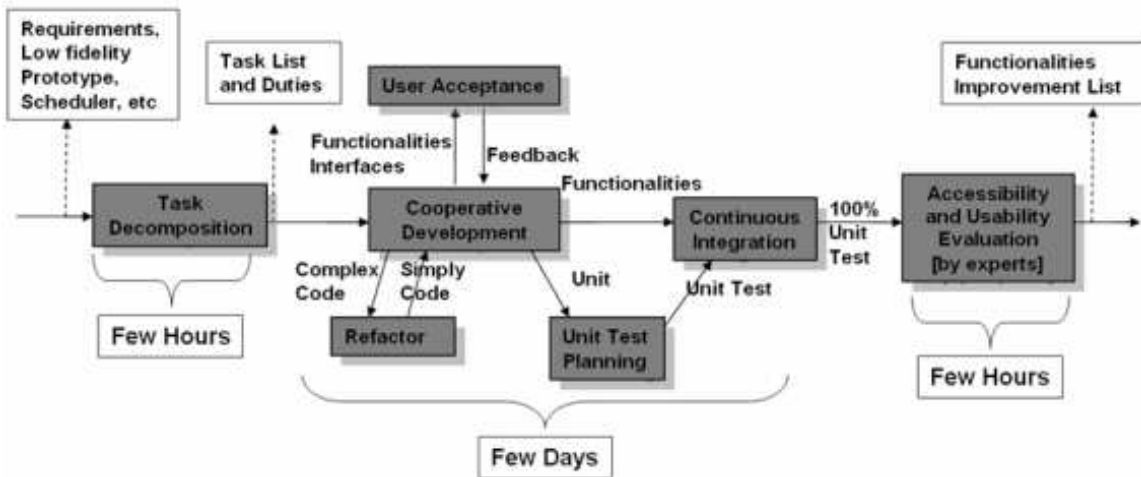 Requirements,
Low fidelity
Prototype,
Scheduler, etc
Task List
and Duties
User Acceptance
Functionalities
Improvement List
Functionalities
Interfaces
Feedback
Functionalities
Task
Decomposition
Cooperative
Development
Continuous
Integration
100%
Unit
Test
Accessibility
and Usability
Evaluation
[by experts]
Complex
Code
Simply
Code
Unit
Unit Test
Refactor
Unit Test
Planning
Few Hours
Few Days
Few Hours